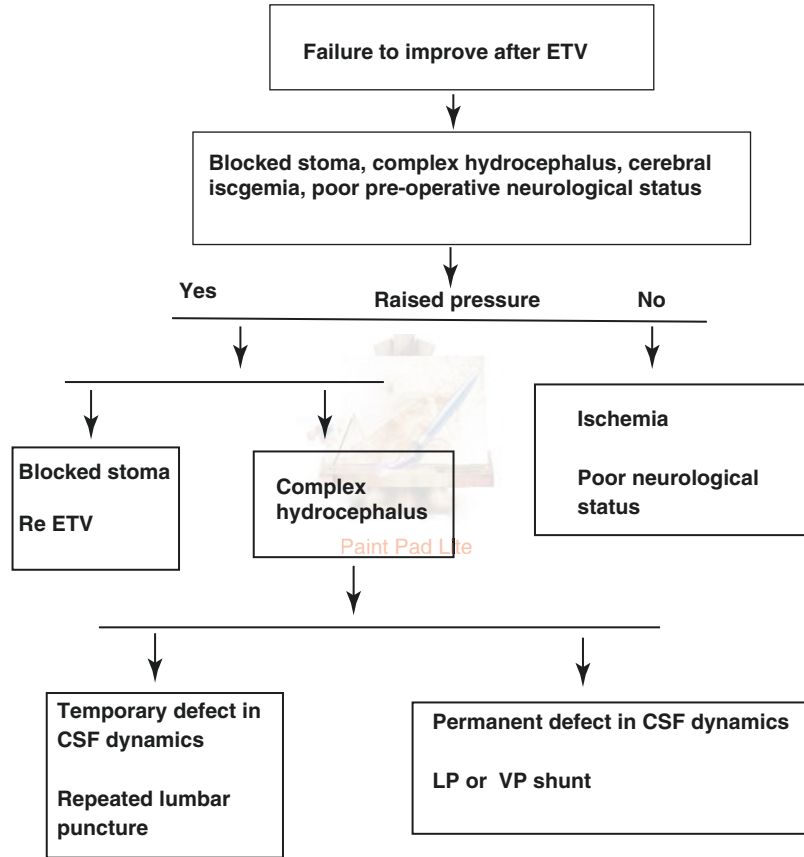 Failure to improve after ETV
Blocked stoma, complex hydrocephalus, cerebral
iscgemia, poor pre-operative neurological status
Yes
Raised pressure
No
Blocked stoma
Re ETV
Complex
hydrocephalus
Ischemia
Poor neurological
status
Paint Pad Lite
Temporary defect in
CSF dynamics
Repeated lumbar
puncture
Permanent defect in CSF dynamics
LP or VP shunt